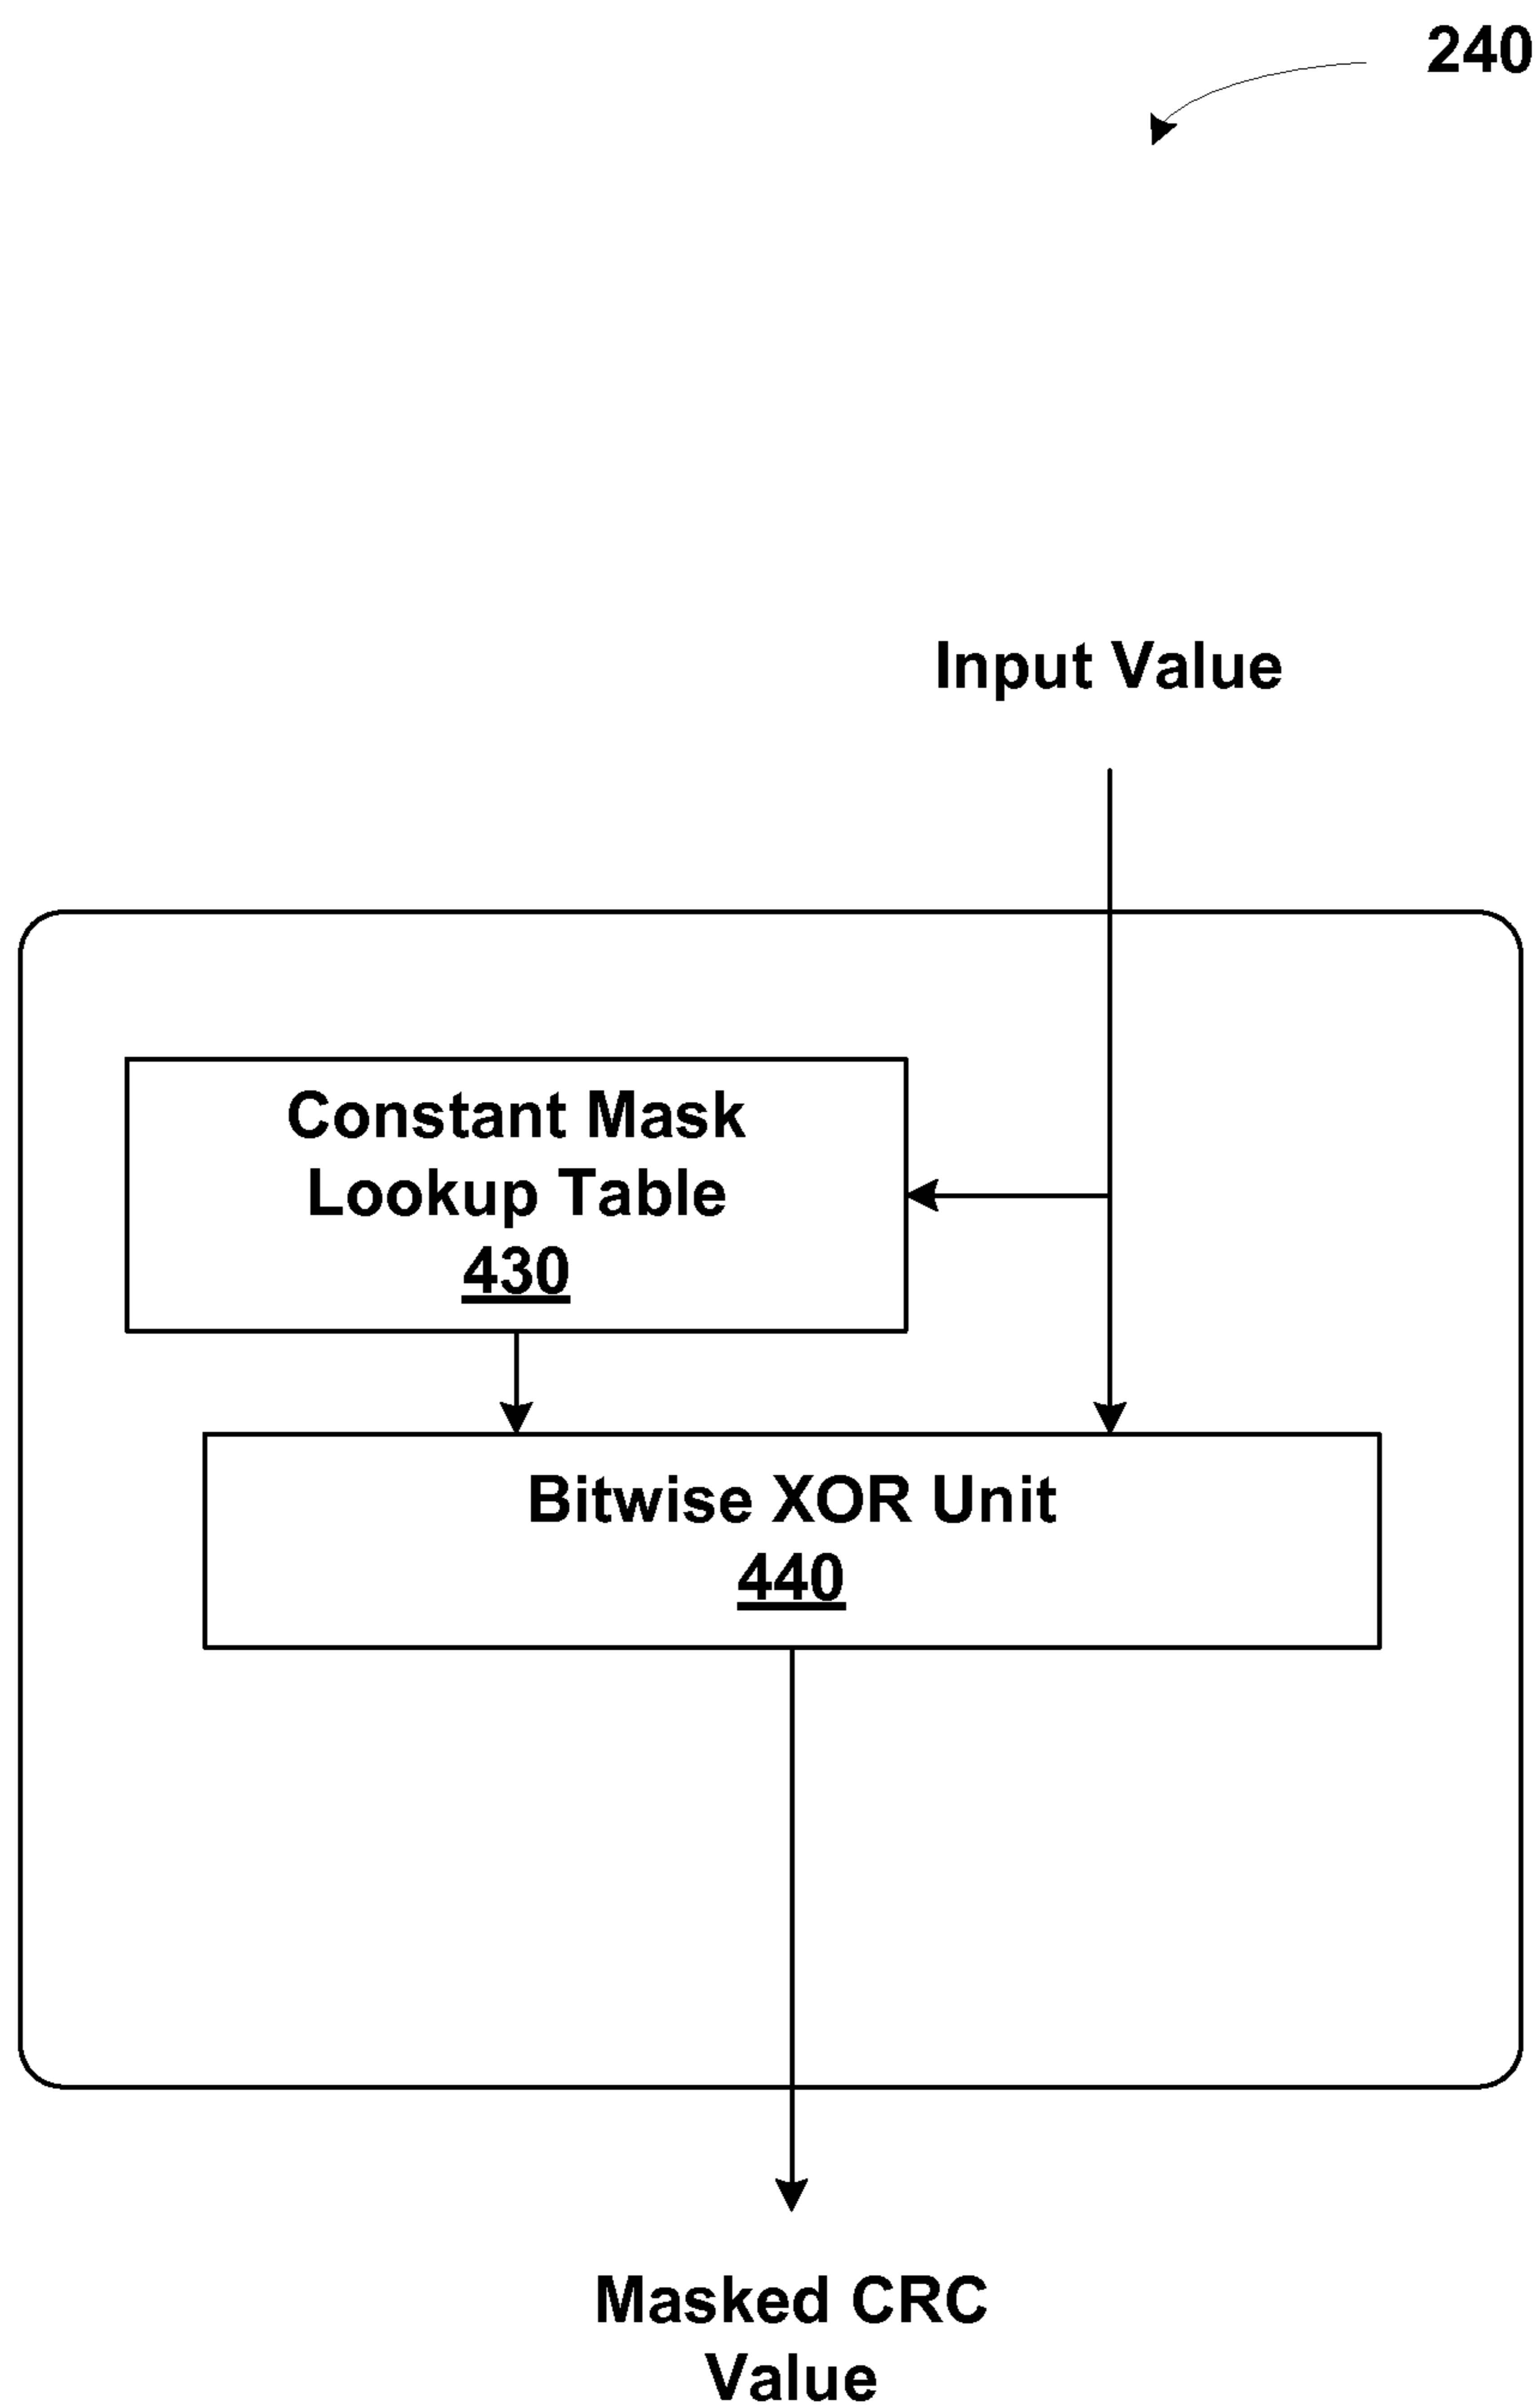 240
Input Value
Constant Mask
Lookup Table
430
Bitwise XOR Unit
440
Masked CRC
Value